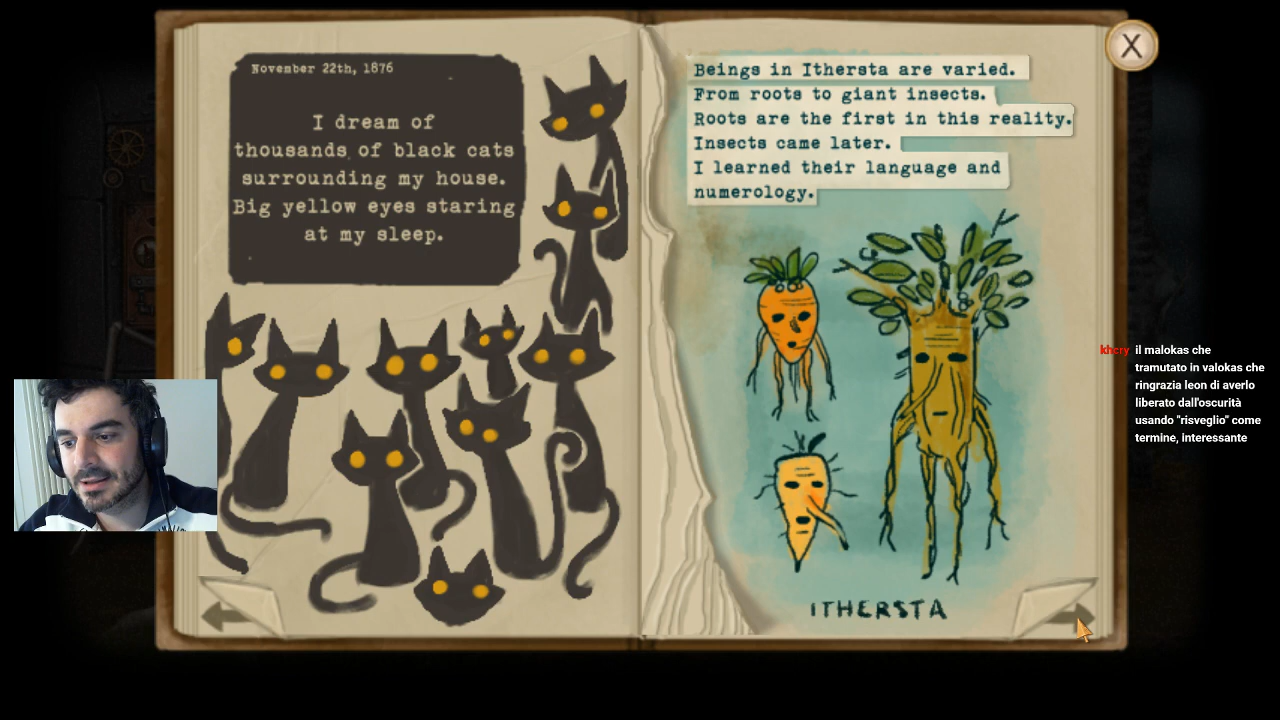 November 22th, 1876
I dream of
thousands of black cats
surrounding my house.
Big yellow eyes staring
at my sleep.
X
Beings in Ithersta are varied.
From roots to giant insects.
Roots are the first in this reality.
Insects came later.
I learned their language and
numerology.
ITHERSTA
khcry il malokas che
tramutato in valokas che
ringrazia leon di averlo
liberato dall'oscurità
usando "risveglio" come
termine, interessante